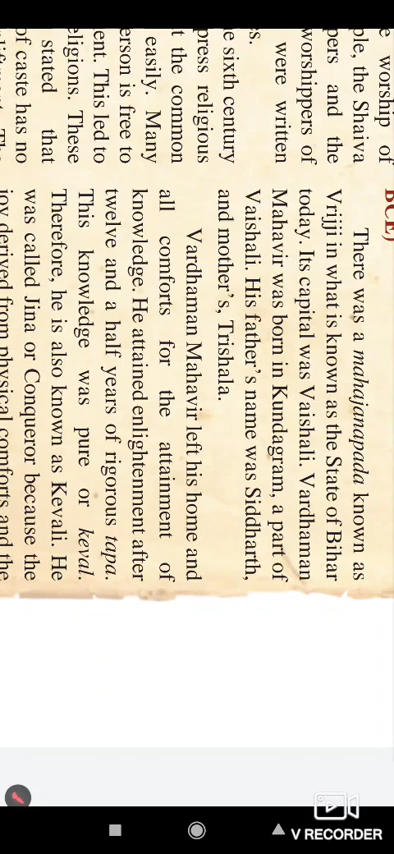 worship of
the Shaiva
and the
worshippers of
were written
sixth century
religious
the common
easily. Many
is free to
This led to
These
stated that
of caste has no
BCE)
There was a mahajanapada known as
Vrijji in what is known as the State of Bihar
today. Its capital was Vaishali. Vardhaman
Mahavir was born in Kundagram, a part of
Vaishali. His father's name was Siddharth,
and mother's, Trishala.
Vardhaman Mahavir left his home and
all comforts for the attainment of
knowledge. He attained enlightenment after
twelve and a half years of rigorous tapa.
This knowledge was pure or keval.
Therefore, he is also known as Kevali. He
was called Jina or Conqueror because the
joy derived from physical comforts and the
V RECORDER